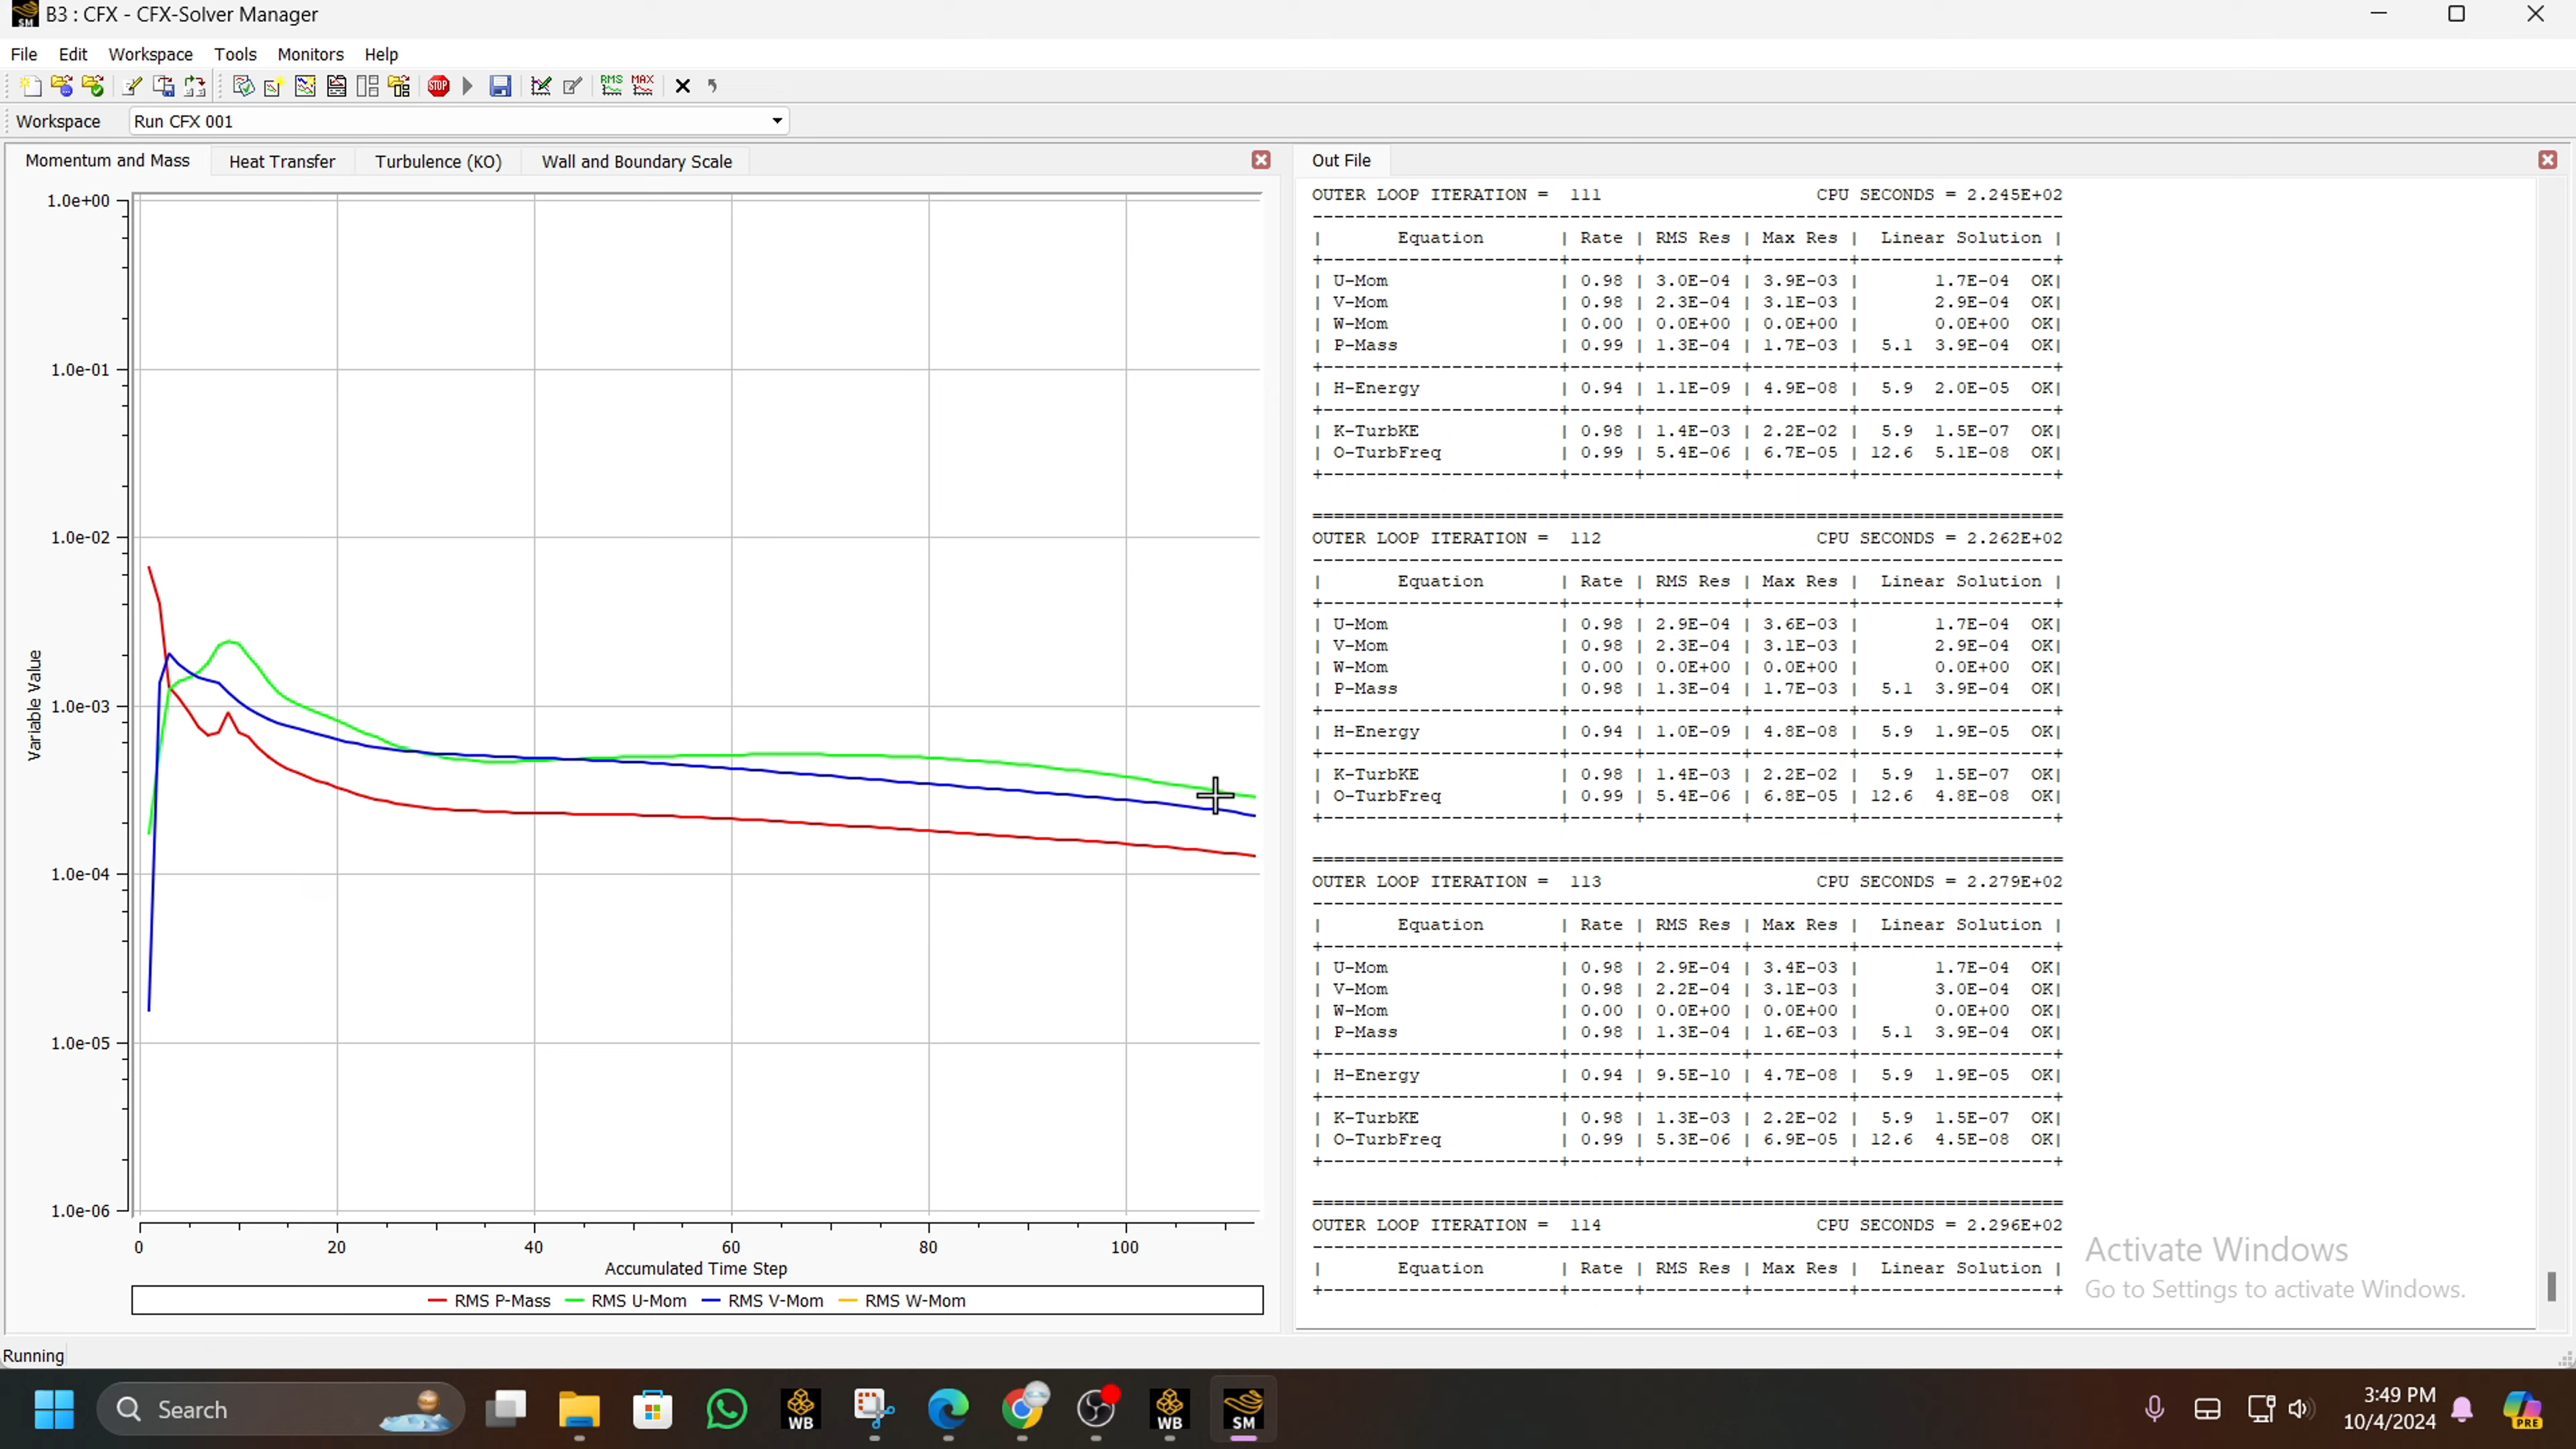 B3 : CFX - CFX-Solver Manager
File Edit Workspace Tools Monitors Help
STOP RMS MAX
Workspace Run CFX 001
Momentum and Mass Heat Transfer Turbulence (KO) Wall and Boundary Scale
1.0e+00
1.0e-01
1.0e-02
1.0e-03
1.0e-04
1.0e-05
1.0e-06
Variable Value
0 20 40 60 80 100
Accumulated Time Step
RMS P-Mass RMS U-Mom RMS V-Mom RMS W-Mom
Out File
OUTER LOOP ITERATION = 111 CPU SECONDS = 2.245E+02
----------------------------------------------------------------------
| Equation | Rate | RMS Res | Max Res | Linear Solution |
+----------------------+------+---------+---------+------------------+
| U-Mom | 0.98 | 3.0E-04 | 3.9E-03 | 1.7E-04 OK|
| V-Mom | 0.98 | 2.3E-04 | 3.1E-03 | 2.9E-04 OK|
| W-Mom | 0.00 | 0.0E+00 | 0.0E+00 | 0.0E+00 OK|
| P-Mass | 0.99 | 1.3E-04 | 1.7E-03 | 5.1 3.9E-04 OK|
+----------------------+------+---------+---------+------------------+
| H-Energy | 0.94 | 1.1E-09 | 4.9E-08 | 5.9 2.0E-05 OK|
+----------------------+------+---------+---------+------------------+
| K-TurbKE | 0.98 | 1.4E-03 | 2.2E-02 | 5.9 1.5E-07 OK|
| O-TurbFreq | 0.99 | 5.4E-06 | 6.7E-05 | 12.6 5.1E-08 OK|
+----------------------+------+---------+---------+------------------+
======================================================================
OUTER LOOP ITERATION = 112 CPU SECONDS = 2.262E+02
----------------------------------------------------------------------
| Equation | Rate | RMS Res | Max Res | Linear Solution |
+----------------------+------+---------+---------+------------------+
| U-Mom | 0.98 | 2.9E-04 | 3.6E-03 | 1.7E-04 OK|
| V-Mom | 0.98 | 2.3E-04 | 3.1E-03 | 2.9E-04 OK|
| W-Mom | 0.00 | 0.0E+00 | 0.0E+00 | 0.0E+00 OK|
| P-Mass | 0.98 | 1.3E-04 | 1.7E-03 | 5.1 3.9E-04 OK|
+----------------------+------+---------+---------+------------------+
| H-Energy | 0.94 | 1.0E-09 | 4.8E-08 | 5.9 1.9E-05 OK|
+----------------------+------+---------+---------+------------------+
| K-TurbKE | 0.98 | 1.4E-03 | 2.2E-02 | 5.9 1.5E-07 OK|
| O-TurbFreq | 0.99 | 5.4E-06 | 6.8E-05 | 12.6 4.8E-08 OK|
+----------------------+------+---------+---------+------------------+
======================================================================
OUTER LOOP ITERATION = 113 CPU SECONDS = 2.279E+02
----------------------------------------------------------------------
| Equation | Rate | RMS Res | Max Res | Linear Solution |
+----------------------+------+---------+---------+------------------+
| U-Mom | 0.98 | 2.9E-04 | 3.4E-03 | 1.7E-04 OK|
| V-Mom | 0.98 | 2.2E-04 | 3.1E-03 | 3.0E-04 OK|
| W-Mom | 0.00 | 0.0E+00 | 0.0E+00 | 0.0E+00 OK|
| P-Mass | 0.98 | 1.3E-04 | 1.6E-03 | 5.1 3.9E-04 OK|
+----------------------+------+---------+---------+------------------+
| H-Energy | 0.94 | 9.5E-10 | 4.7E-08 | 5.9 1.9E-05 OK|
+----------------------+------+---------+---------+------------------+
| K-TurbKE | 0.98 | 1.3E-03 | 2.2E-02 | 5.9 1.5E-07 OK|
| O-TurbFreq | 0.99 | 5.3E-06 | 6.9E-05 | 12.6 4.5E-08 OK|
+----------------------+------+---------+---------+------------------+
======================================================================
OUTER LOOP ITERATION = 114 CPU SECONDS = 2.296E+02
----------------------------------------------------------------------
| Equation | Rate | RMS Res | Max Res | Linear Solution |
+----------------------+------+---------+---------+------------------+
Activate Windows
Go to Settings to activate Windows.
Running
Search WB WB SM
3:49 PM
10/4/2024
PRE